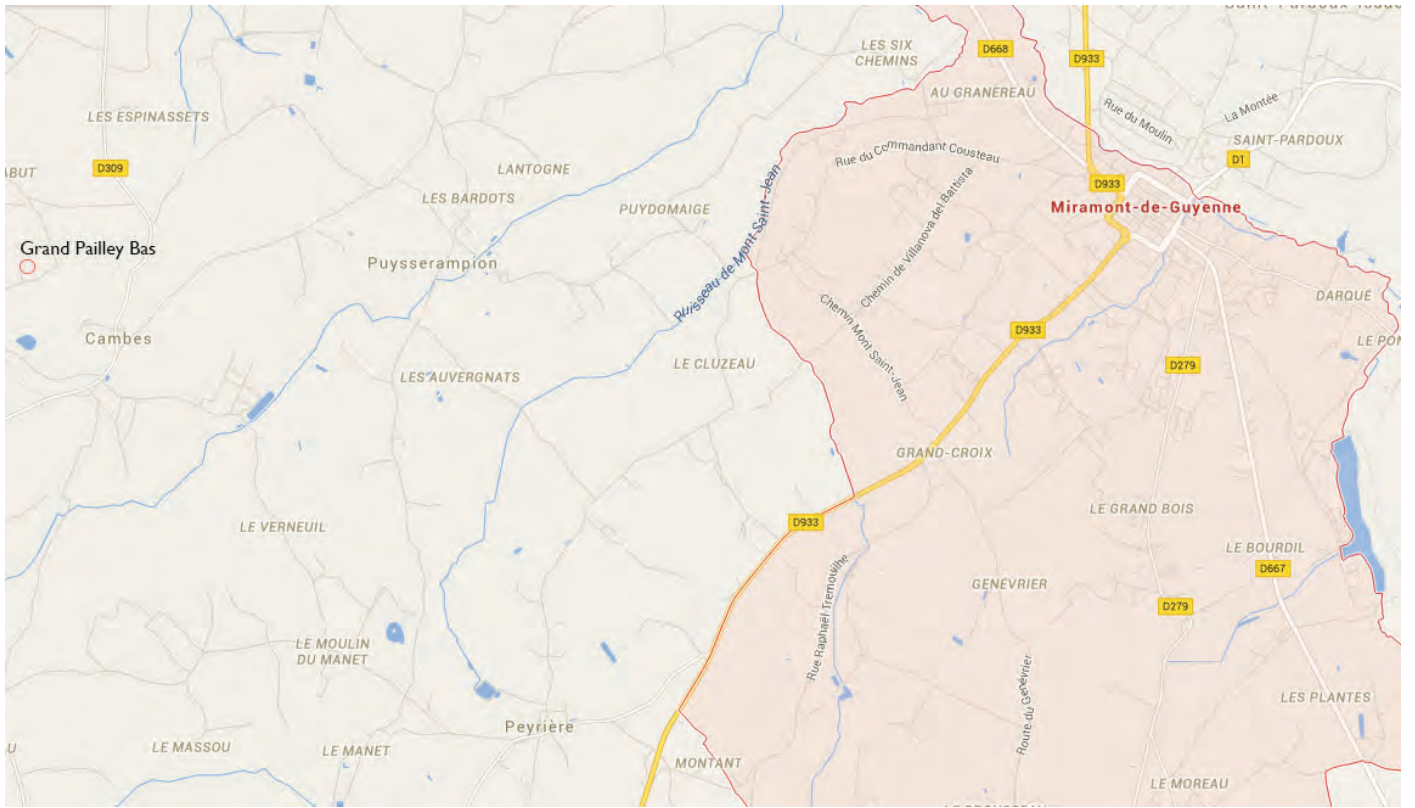 LES SIX
CHEMINS
D668
D933
AU GRANEREAU
Rue du Moulin
La Montée
SAINT-PARDOUX
D1
LES ESPINASSETS
D309
LANTOGNE
LES BARDOTS
PUYDOMAIGE
Rue du Commandant Cousteau
D933
Miramont-de-Guyenne
Chemin de Villanova del Battista
Grand Pailley Bas
Puysserampion
Ruisseau de Mont-Saint-Jean
DARQUÉ
Cambes
D933
Chemin Mont Saint-Jean
LES AUVERGNATS
LE CLUZEAU
D279
GRAND-CROIX
LE GRAND BOIS
D933
LE VERNEUIL
LE BOURDIL
D667
GENÉVRIER
D279
Rue Raphaël Tremouilhe
LE MOULIN
DU MANET
Route du Genévrier
LES PLANTES
Peyrière
LE MASSOU
LE MANET
MONTANT
LE MOREAU